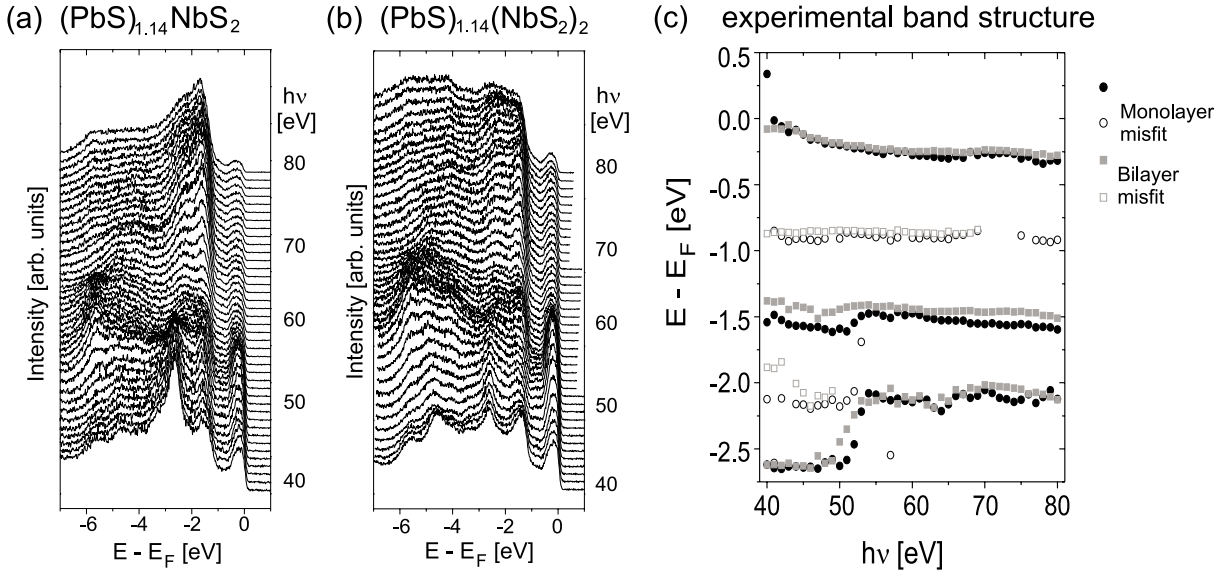 (a) (PbS)₁.₁₄NbS₂
(b) (PbS)₁.₁₄(NbS₂)₂
(c) experimental band structure
Intensity [arb. units]
hν
[eV]
80
70
60
50
40
-6 -4 -2 0
E - E_F [eV]
Intensity [arb. units]
hν
[eV]
80
70
60
50
40
-6 -4 -2 0
E - E_F [eV]
E - E_F [eV]
0.5
0.0
-0.5
-1.0
-1.5
-2.0
-2.5
40 50 60 70 80
hν [eV]
Monolayer
misfit
Bilayer
misfit